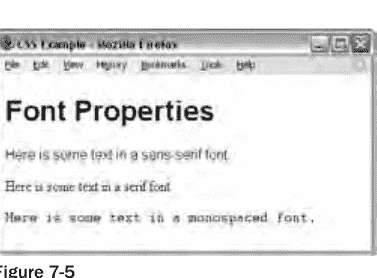 CSS Example - Mozilla Firefox
File Edit View History Bookmarks Tools Help
Font Properties
Here is some text in a sans-serif font.
Here is some text in a serif font
Here is some text in a monospaced font.
Figure 7-5